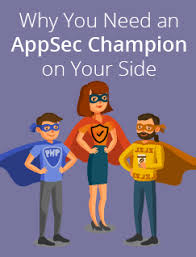 Why You Need an
AppSec Champion
on Your Side
PHP